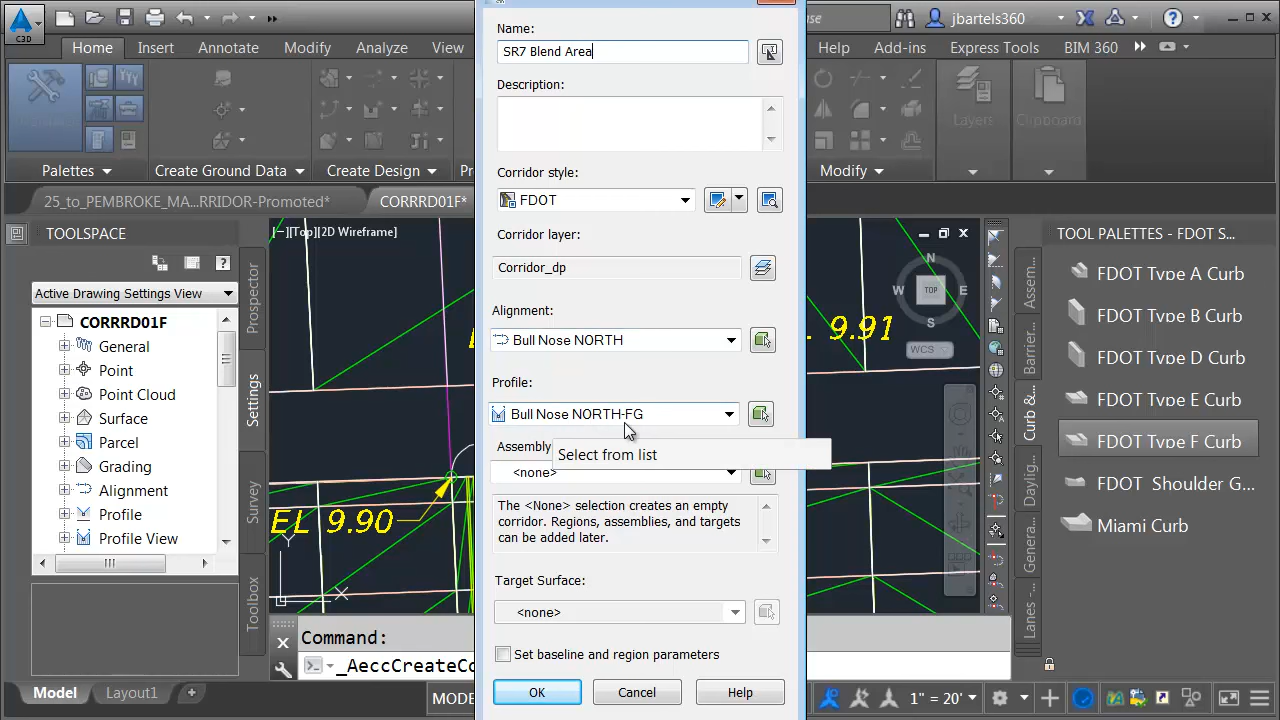 C3D
ase
jbartels360
Home
Insert
Annotate
Modify
Analyze
View
Help
Add-ins
Express Tools
BIM 360
Palettes
Create Ground Data
Create Design
Modify
Layers
Clipboard
25_to_PEMBROKE_MA...RRIDOR-Promoted*
CORRRD01F*
TOOLSPACE
Active Drawing Settings View
CORRRD01F
General
Point
Point Cloud
Surface
Parcel
Grading
Alignment
Profile
Profile View
Prospector
Settings
Survey
Toolbox
[−][Top][2D Wireframe]
EL 9.90
Y
X
Name:
SR7 Blend Area
Description:
Corridor style:
FDOT
Corridor layer:
Corridor_dp
Alignment:
Bull Nose NORTH
Profile:
Bull Nose NORTH-FG
Assembly
Select from list
<none>
The <None> selection creates an empty
corridor. Regions, assemblies, and targets
can be added later.
Target Surface:
<none>
Set baseline and region parameters
OK
Cancel
Help
9.91
N
W
TOP
E
S
WCS
TOOL PALETTES - FDOT S...
FDOT Type A Curb
FDOT Type B Curb
FDOT Type D Curb
FDOT Type E Curb
FDOT Type F Curb
FDOT Shoulder G...
Miami Curb
Assem...
Barrier...
Curb &...
Daylig...
Genera...
Lanes -...
Command:
_AeccCreateCo
Model
Layout1
MODE
1" = 20'